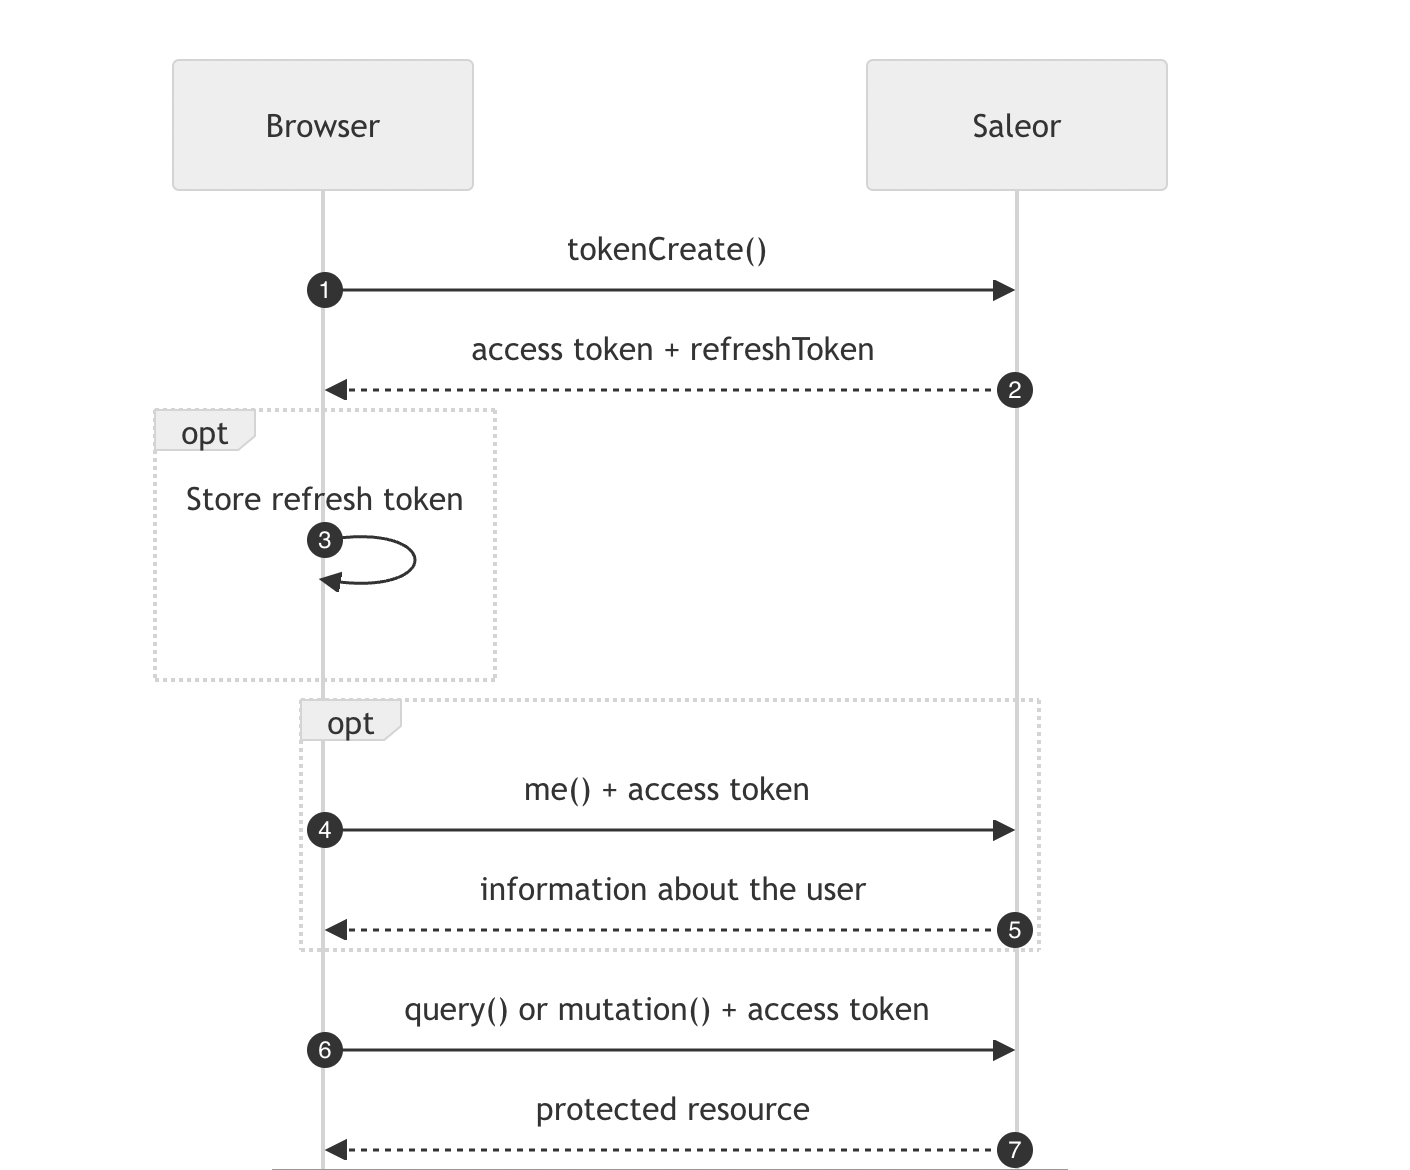 Browser
Saleor
tokenCreate()
1
access token + refreshToken
2
opt
Store refresh token
3
opt
me() + access token
4
information about the user
5
query() or mutation() + access token
6
protected resource
7